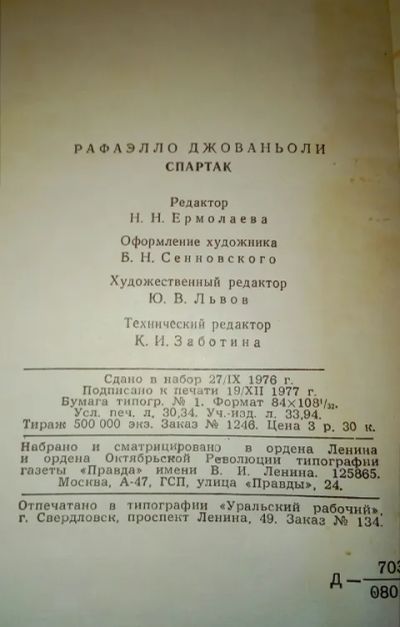 РАФАЭЛЛО ДЖОВАНЬОЛИ
СПАРТАК
Редактор
Н. Н. Ермолаева
Оформление художника
Б. Н. Сенновского
Художественный редактор
Ю. В. Львов
Технический редактор
К. И. Заботина
Сдано в набор 27/IX 1976 г.
Подписано к печати 19/XII 1977 г.
Бумага типогр. № 1. Формат 84×108¹/₃₂.
Усл. печ. л. 30,34. Уч.-изд. л. 33,94.
Тираж 500 000 экз. Заказ № 1246. Цена 3 р. 30 к.
Набрано и сматрицировано в ордена Ленина
и ордена Октябрьской Революции типографии
газеты «Правда» имени В. И. Ленина. 125865.
Москва, А-47, ГСП, улица «Правды», 24.
Отпечатано в типографии «Уральский рабочий»,
г. Свердловск, проспект Ленина, 49. Заказ № 134.
703
Д—
080